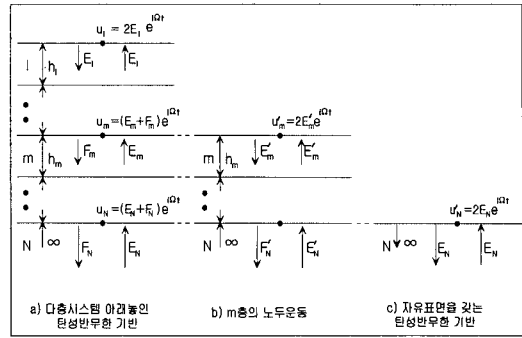 u₁ = 2E₁ e^iΩt
1 h₁ E₁ E₁
u_m=(E_m+F_m) e^iΩt u'_m=2E'_m e^iΩt
m h_m F_m E_m m h_m E'_m E'_m
u_N=(E_N+F_N) e^iΩt u'_N=2E_N e^iΩt
N ∞ F_N E_N N ∞ F'_N E'_N N ∞ E_N E_N
a) 다층시스템 아래놓인 탄성반무한 기반
b) m층의 노두운동
c) 자유표면을 갖는 탄성반무한 기반